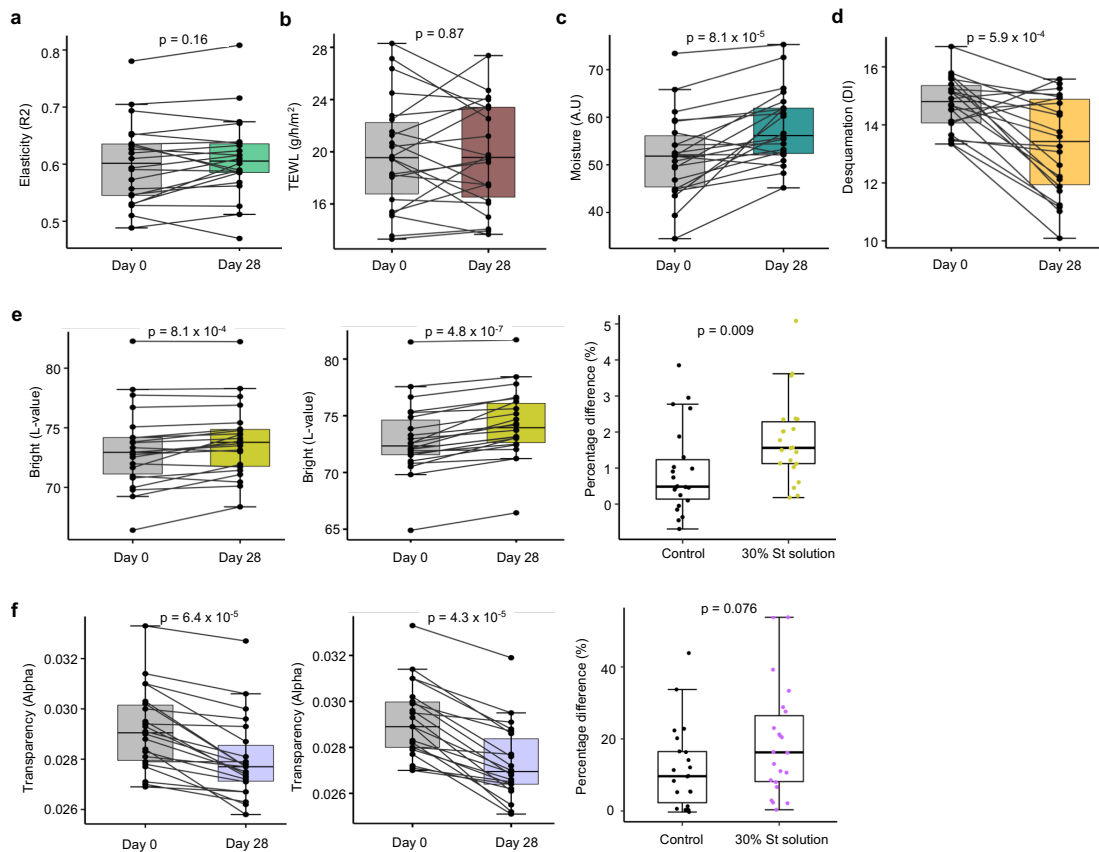 a
p = 0.16
Elasticity (R2)
0.8
0.7
0.6
0.5
Day 0
Day 28
b
p = 0.87
TEWL (g/h/m²)
28
24
20
16
Day 0
Day 28
c
p = 8.1 x 10⁻⁵
Moisture (A.U)
70
60
50
40
Day 0
Day 28
d
p = 5.9 x 10⁻⁴
Desquamation (DI)
16
14
12
10
Day 0
Day 28
e
p = 8.1 x 10⁻⁴
Bright (L-value)
80
75
70
Day 0
Day 28
p = 4.8 x 10⁻⁷
Bright (L-value)
80
75
70
65
Day 0
Day 28
p = 0.009
Percentage difference (%)
5
4
3
2
1
0
Control
30% St solution
f
p = 6.4 x 10⁻⁵
Transparency (Alpha)
0.032
0.030
0.028
0.026
Day 0
Day 28
p = 4.3 x 10⁻⁵
Transparency (Alpha)
0.032
0.030
0.028
0.026
Day 0
Day 28
p = 0.076
Percentage difference (%)
40
20
0
Control
30% St solution